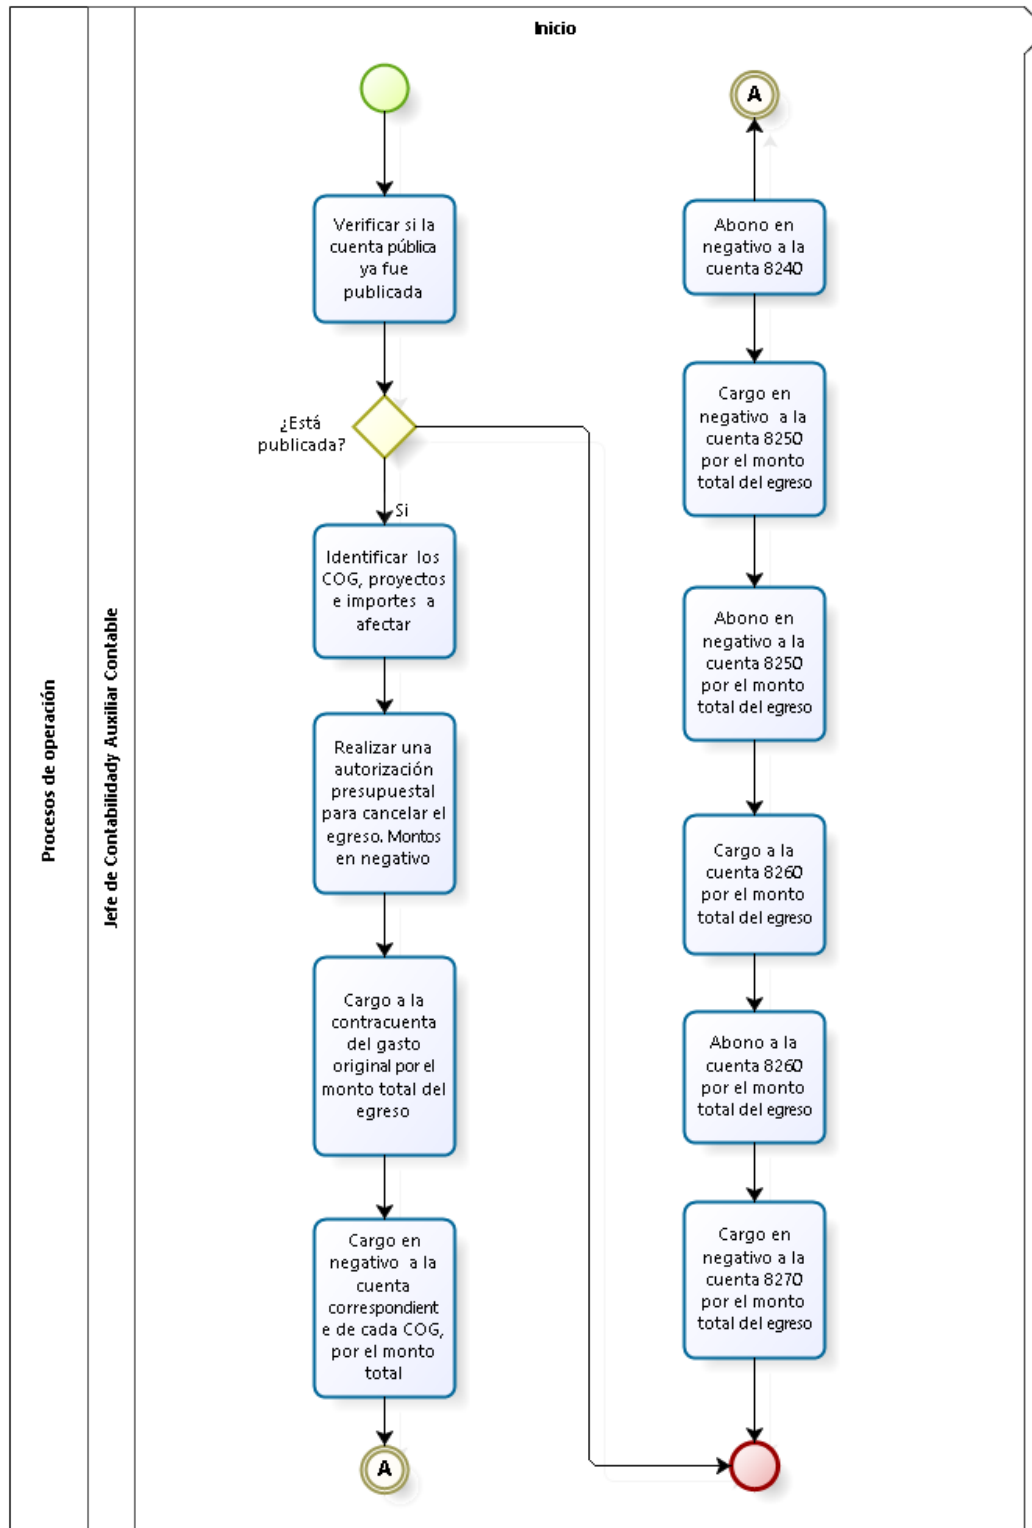 Inicio
Procesos de operación
Jefe de Contabilidady Auxiliar Contable
Verificar si la
cuenta pública
ya fue
publicada
¿Está
publicada?
Si
Identificar los
COG, proyectos
e importes a
afectar
Realizar una
autorización
presupuestal
para cancelar el
egreso. Montos
en negativo
Cargo a la
contracuenta
del gasto
original por el
monto total del
egreso
Cargo en
negativo a la
cuenta
correspondient
e de cada COG,
por el monto
total
A
A
Abono en
negativo a la
cuenta 8240
Cargo en
negativo a la
cuenta 8250
por el monto
total del egreso
Abono en
negativo a la
cuenta 8250
por el monto
total del egreso
Cargo a la
cuenta 8260
por el monto
total del egreso
Abono a la
cuenta 8260
por el monto
total del egreso
Cargo en
negativo a la
cuenta 8270
por el monto
total del egreso